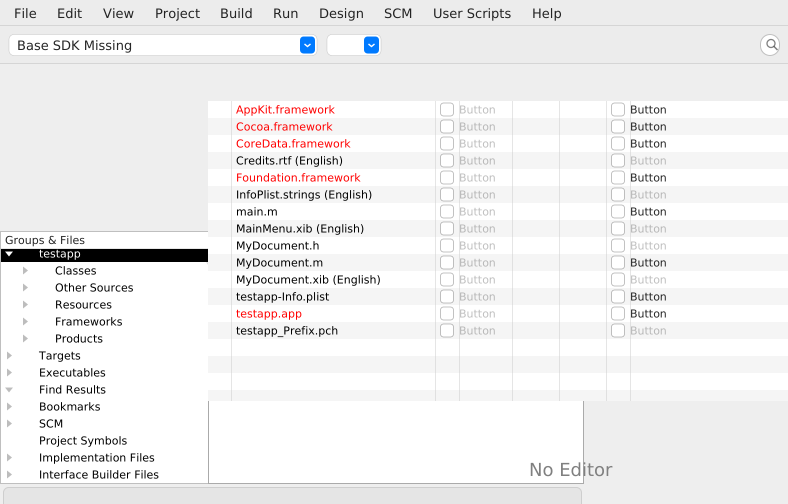 File Edit View Project Build Run Design SCM User Scripts Help
Base SDK Missing
AppKit.framework Button Button
Cocoa.framework Button Button
CoreData.framework Button Button
Credits.rtf (English) Button Button
Foundation.framework Button Button
InfoPlist.strings (English) Button Button
main.m Button Button
MainMenu.xib (English) Button Button
MyDocument.h Button Button
MyDocument.m Button Button
MyDocument.xib (English) Button Button
testapp-Info.plist Button Button
testapp.app Button Button
testapp_Prefix.pch Button Button
Groups & Files
testapp
Classes
Other Sources
Resources
Frameworks
Products
Targets
Executables
Find Results
Bookmarks
SCM
Project Symbols
Implementation Files
Interface Builder Files
No Editor